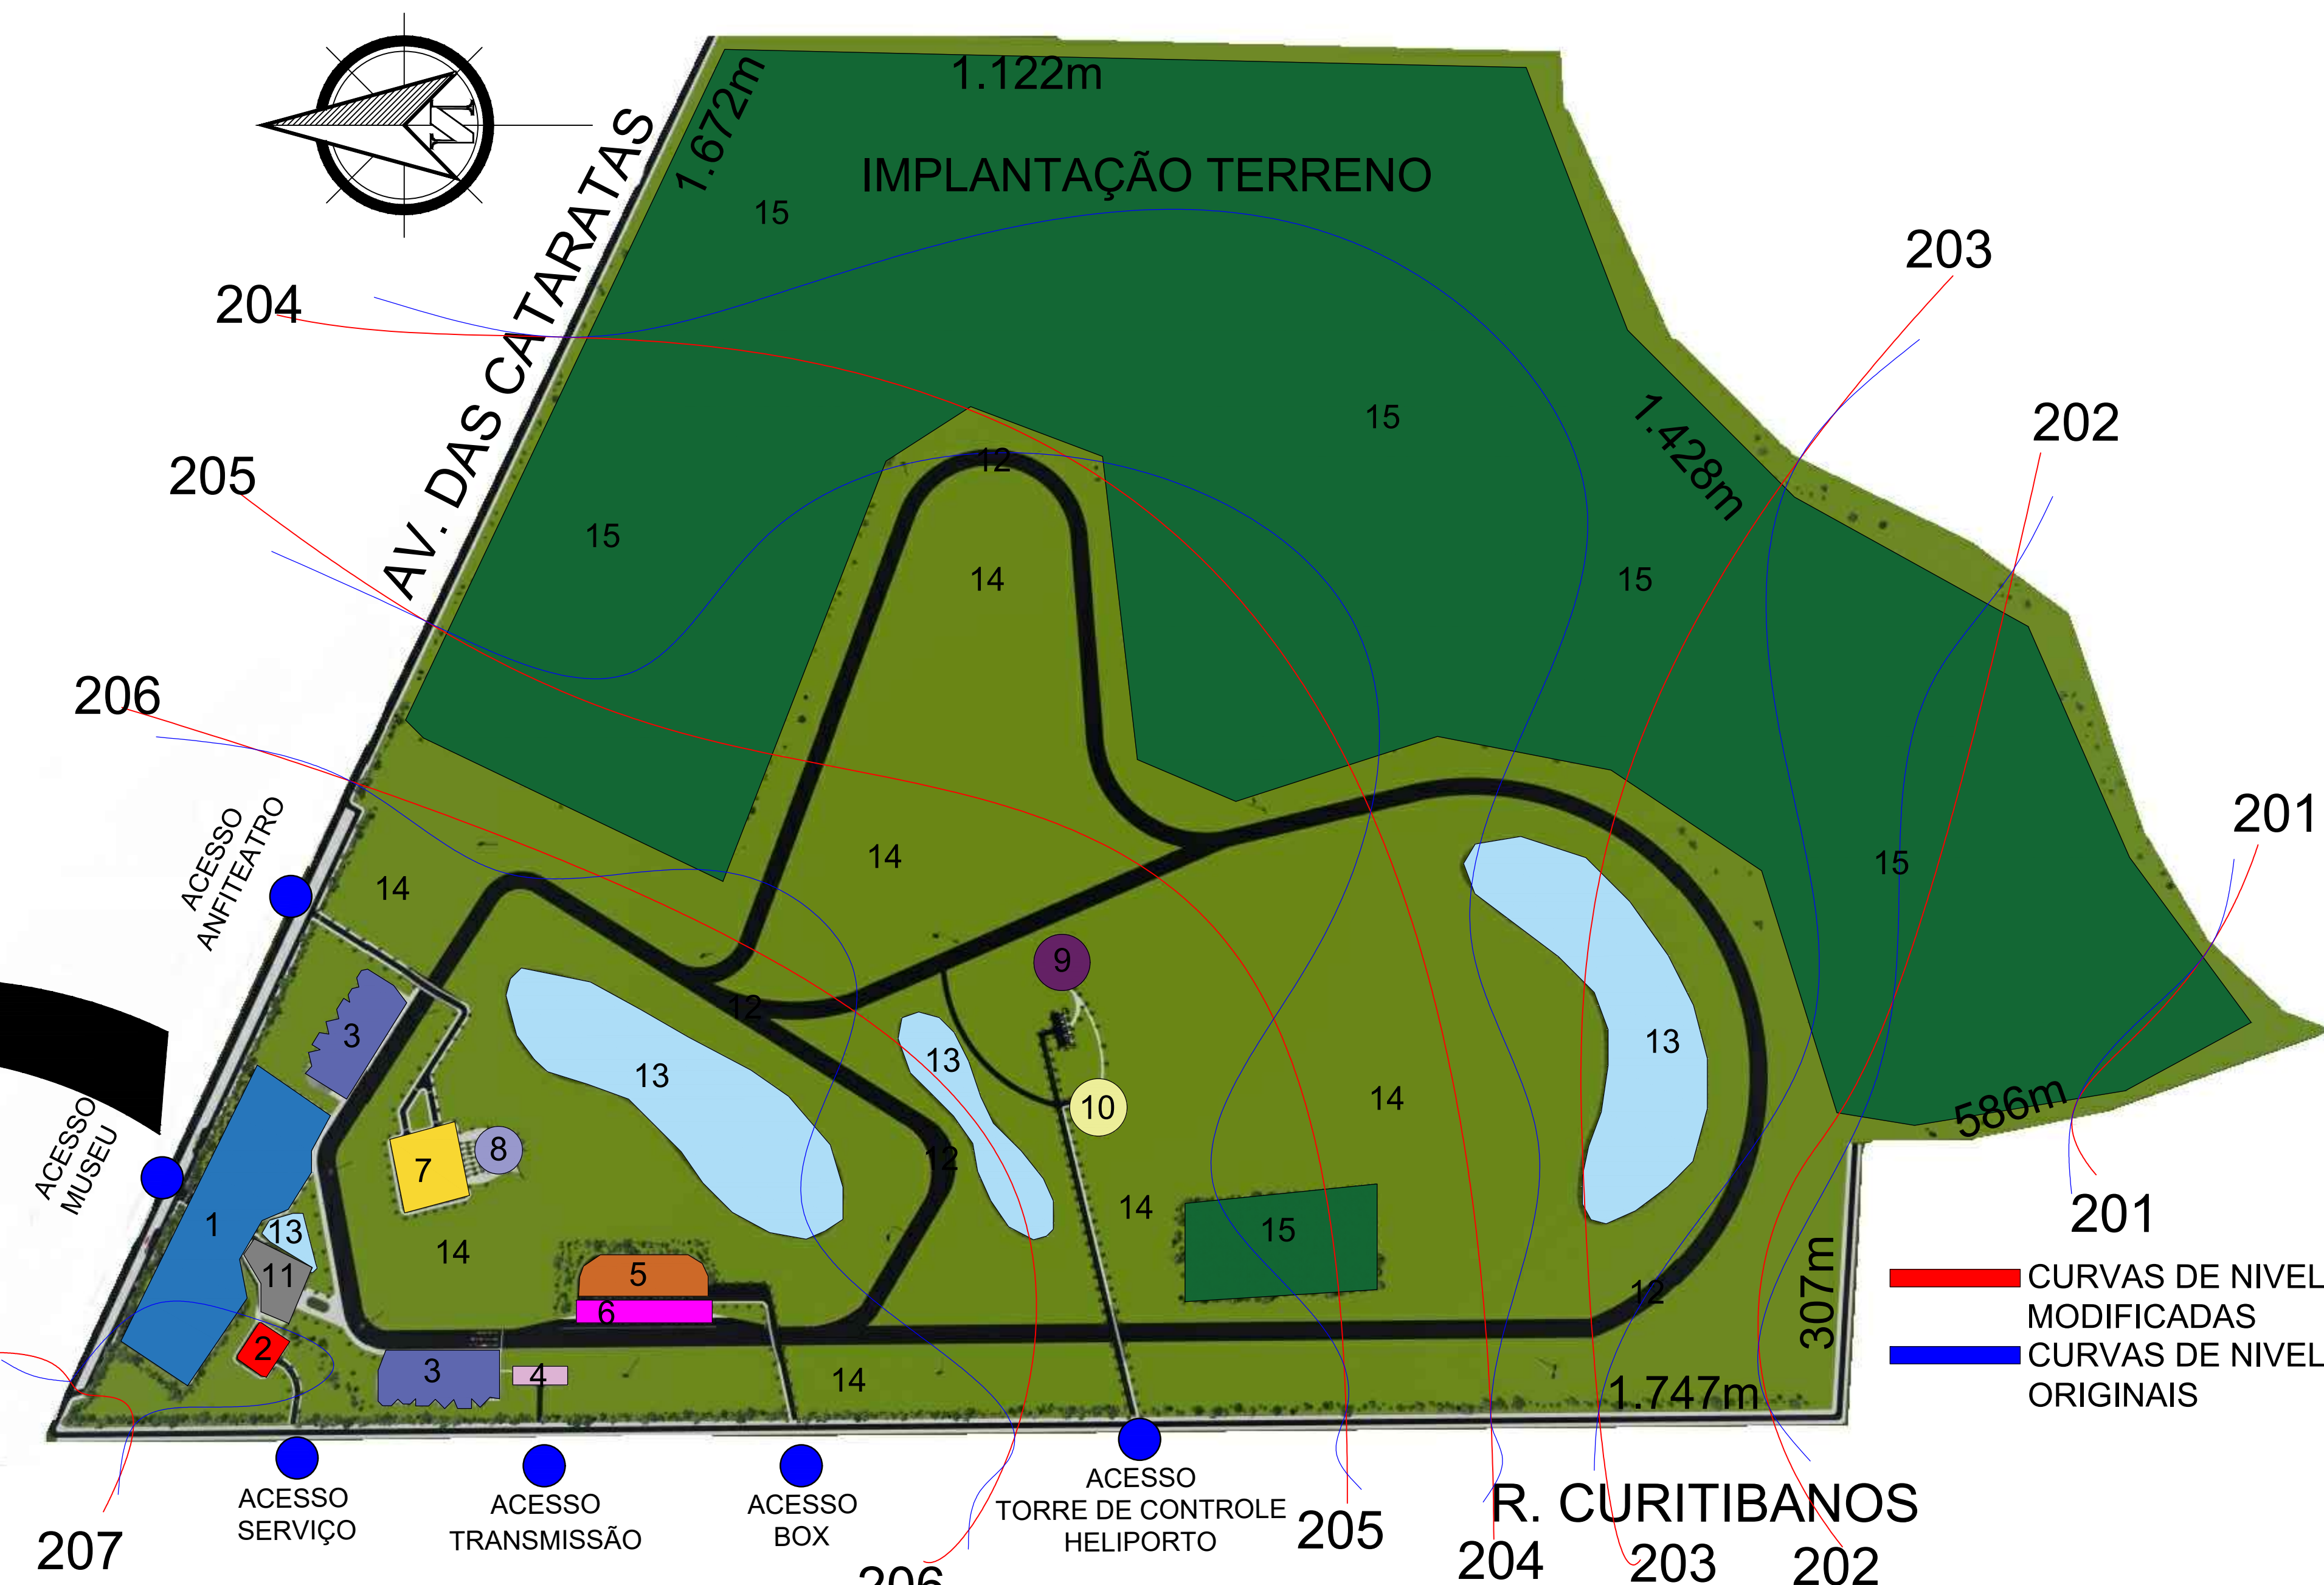 N
1.122m
1.672m
IMPLANTAÇÃO TERRENO
AV. DAS CATARATAS
15
203
204
15
1.428m
202
205
12
15
14
15
206
201
ACESSO
ANFITEATRO
14
14
15
9
12
3
13
13
13
14
10
ACESSO
MUSEU
12
7
8
586m
1
13
14
14
15
201
11
5
6
12
307m
CURVAS DE NIVEL
MODIFICADAS
2
3
4
14
1.747m
CURVAS DE NIVEL
ORIGINAIS
ACESSO
SERVIÇO
ACESSO
TRANSMISSÃO
ACESSO
BOX
ACESSO
TORRE DE CONTROLE
HELIPORTO
R. CURITIBANOS
207
206
205
204
203
202